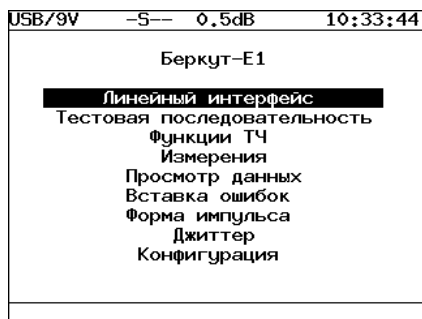 USB/9V -S-- 0.5dB 10:33:44
Беркут-E1
Линейный интерфейс
Тестовая последовательность
Функции ТЧ
Измерения
Просмотр данных
Вставка ошибок
Форма импульса
Джиттер
Конфигурация